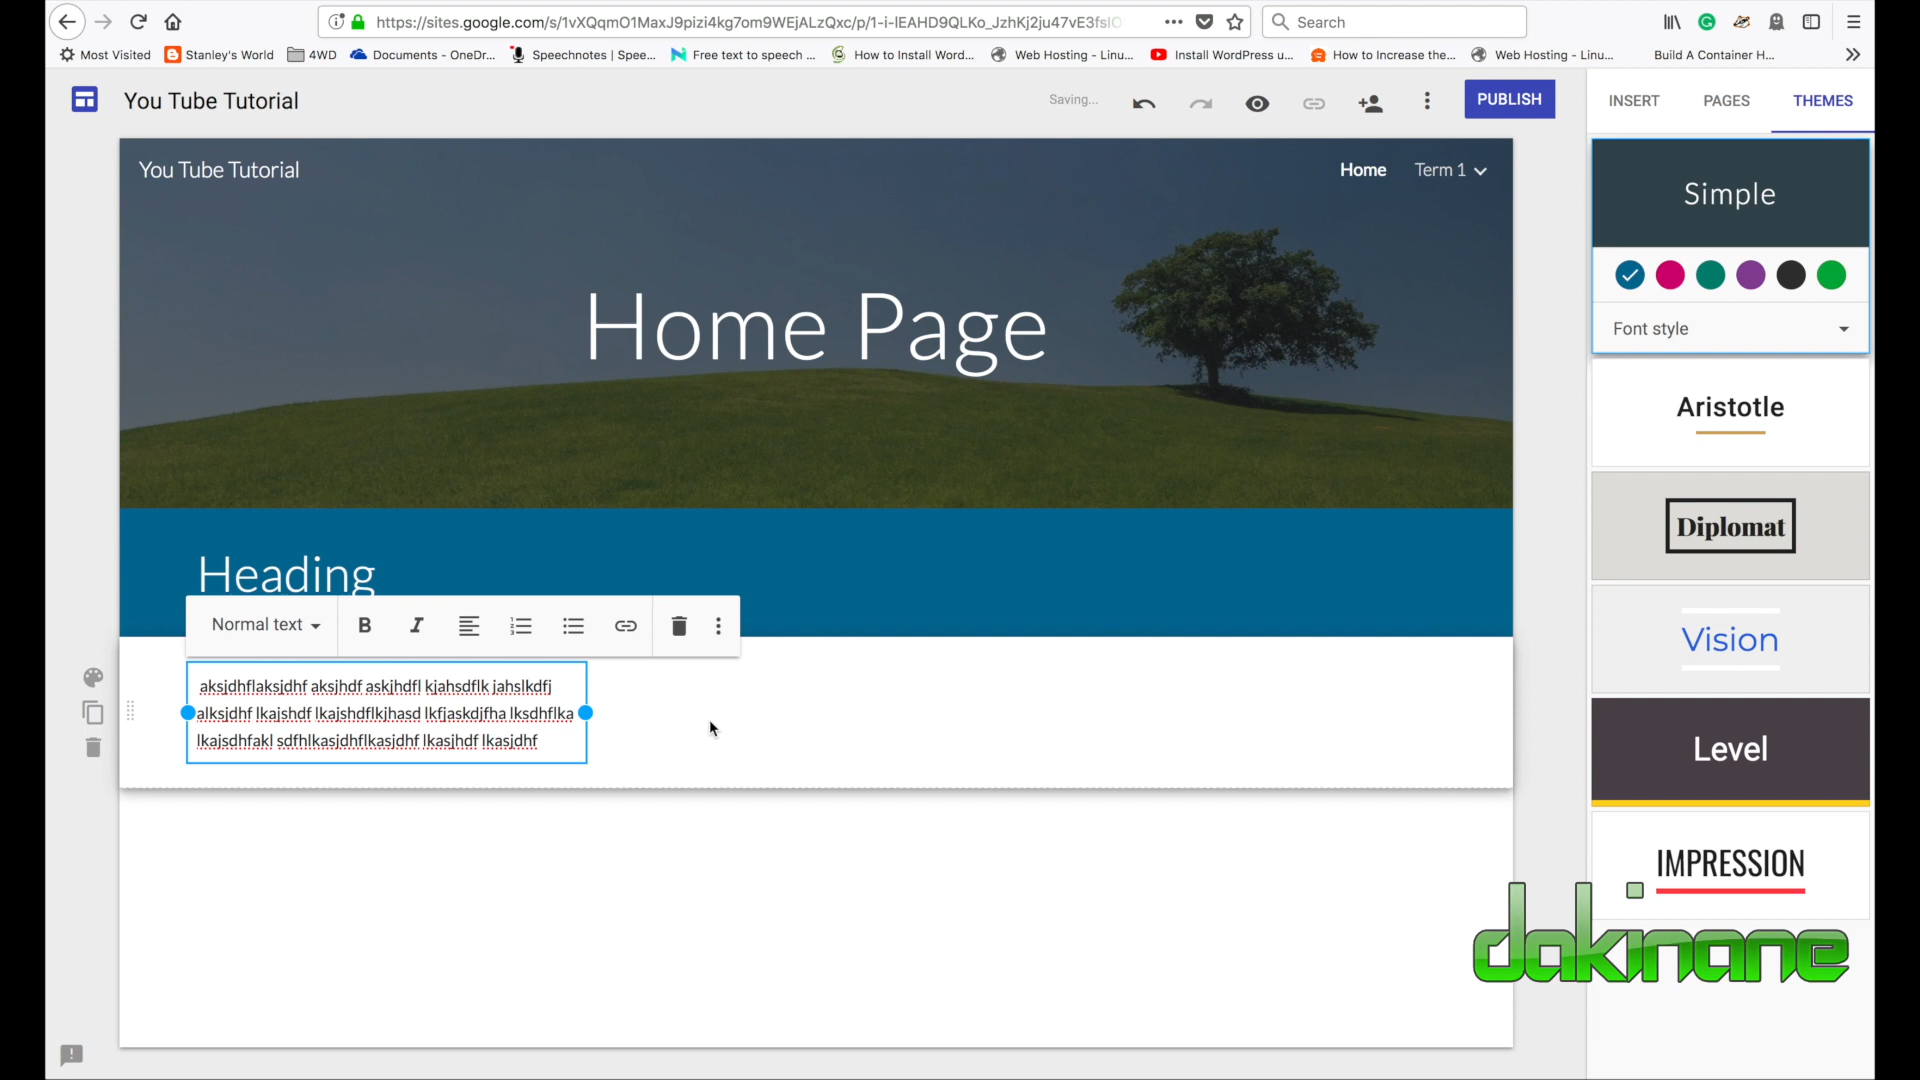 https://sites.google.com/s/1vXQqmO1MaxJ9pizi4kg7om9WEjALzQxc/p/1-i-IEAHD9QLKo_JzhKj2ju47vE3fslO
Search
Most Visited
Stanley's World
4WD
Documents - OneDr...
Speechnotes | Spee...
Free text to speech ...
How to Install Word...
Web Hosting - Linu...
Install WordPress u...
How to Increase the...
Web Hosting - Linu...
Build A Container H...
You Tube Tutorial
Saving...
PUBLISH
INSERT
PAGES
THEMES
You Tube Tutorial
Home
Term 1
Home Page
Heading
Normal text
B
I
aksjdhflaksjdhf aksjhdf askjhdfl kjahsdflk jahslkdfj
alksjdhf lkajshdf lkajshdflkjhasd lkfjaskdjfha lksdhflka
lkajsdhfakl sdfhlkasjdhflkasjdhf lkasjhdf lkasjdhf
Simple
Font style
Aristotle
Diplomat
Vision
Level
IMPRESSION
dakinane